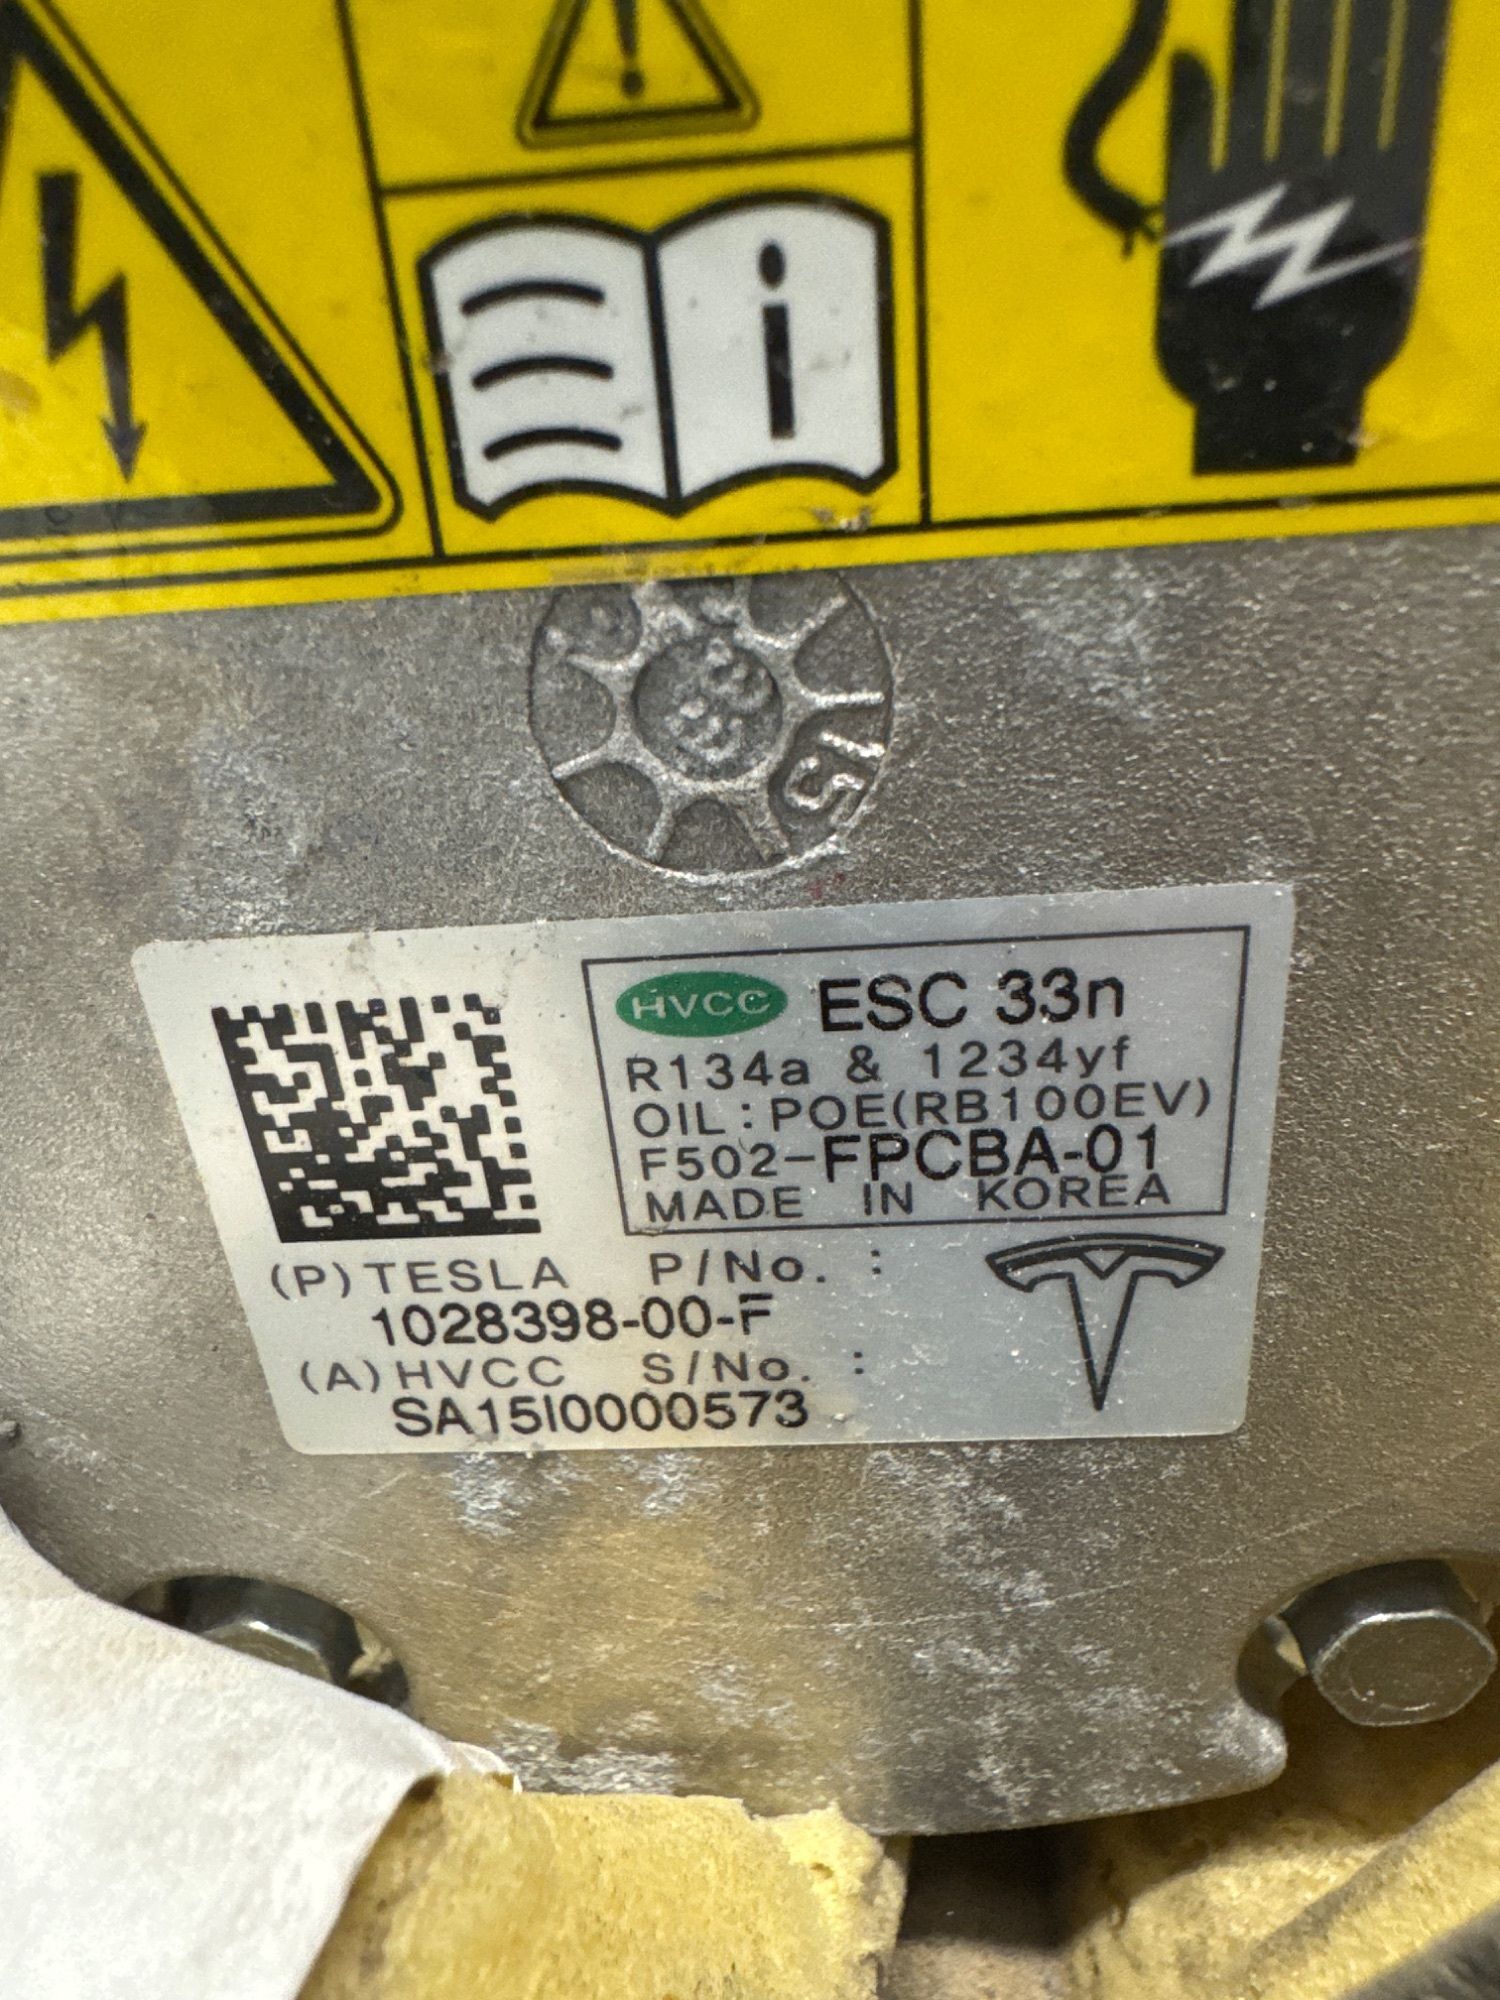 i
15
HVCC ESC 33n
R134a & 1234yf
OIL:POE(RB100EV)
F502-FPCBA-01
MADE IN KOREA
(P)TESLA P/No. :
1028398-00-F
(A)HVCC S/No. :
SA15I0000573